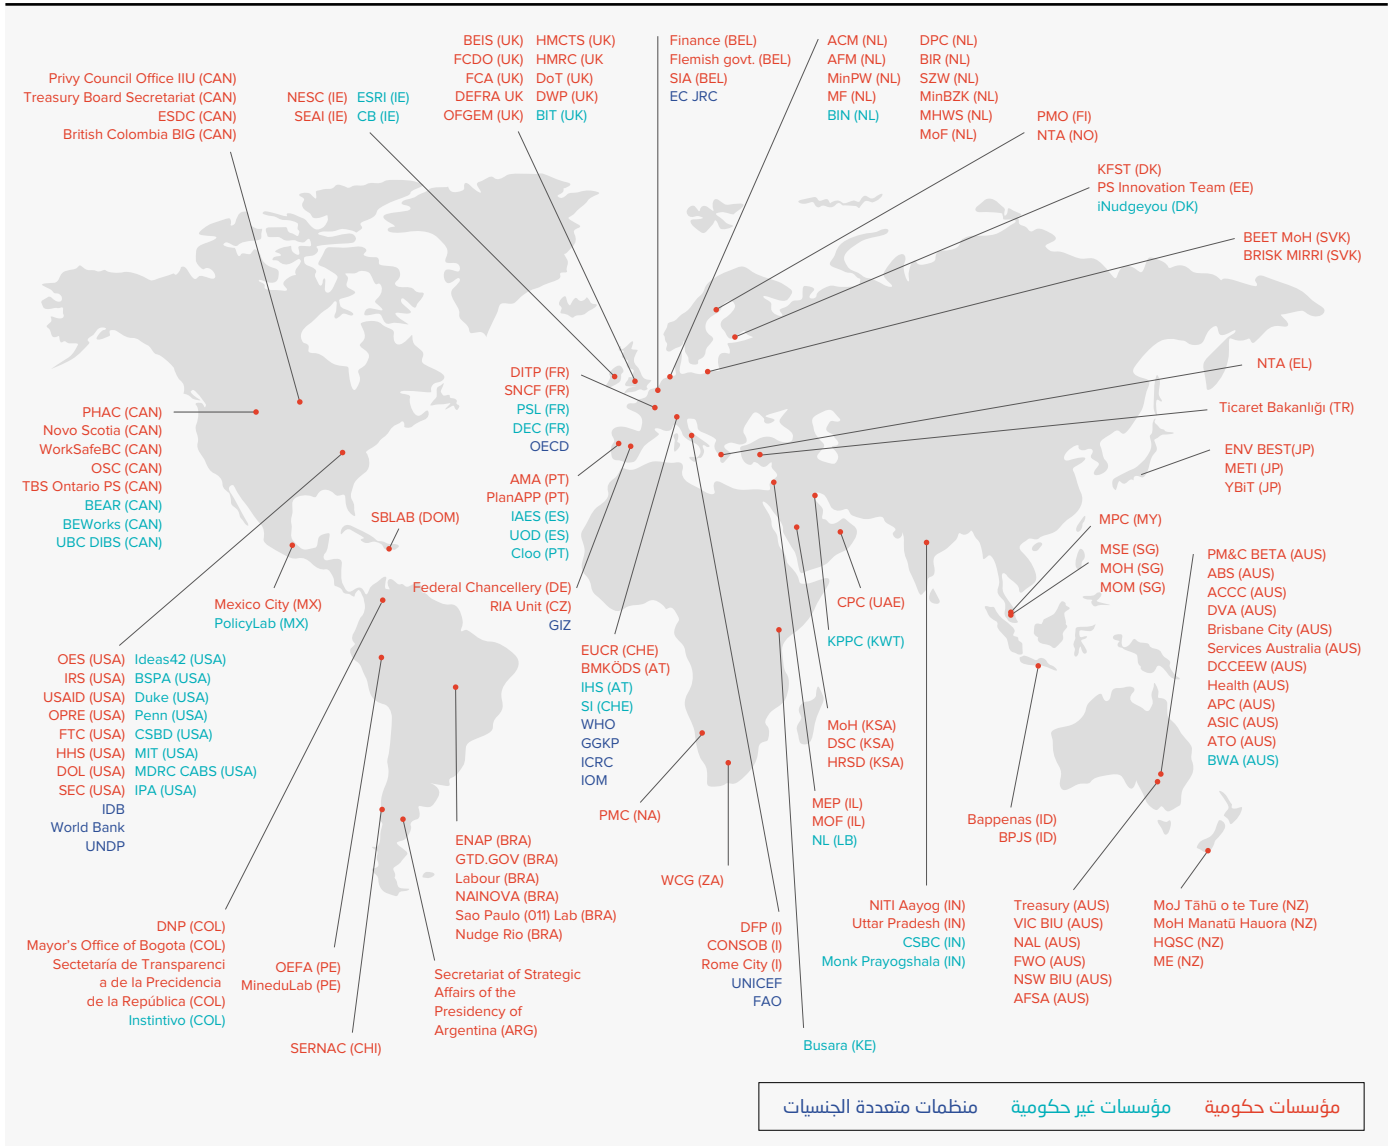 Privy Council Office IIU (CAN)
Treasury Board Secretariat (CAN)
ESDC (CAN)
British Colombia BIG (CAN)
NESC (IE) ESRI (IE)
SEAI (IE) CB (IE)
BEIS (UK) HMCTS (UK)
FCDO (UK) HMRC (UK
FCA (UK) DoT (UK)
DEFRA UK DWP (UK)
OFGEM (UK) BIT (UK)
Finance (BEL)
Flemish govt. (BEL)
SIA (BEL)
EC JRC
ACM (NL) DPC (NL)
AFM (NL) BIR (NL)
MinPW (NL) SZW (NL)
MF (NL) MinBZK (NL)
BIN (NL) MHWS (NL)
MoF (NL)
PMO (FI)
NTA (NO)
KFST (DK)
PS Innovation Team (EE)
iNudgeyou (DK)
BEET MoH (SVK)
BRISK MIRRI (SVK)
NTA (EL)
Ticaret Bakanlığı (TR)
ENV BEST(JP)
METI (JP)
YBiT (JP)
DITP (FR)
SNCF (FR)
PSL (FR)
DEC (FR)
OECD
PHAC (CAN)
Novo Scotia (CAN)
WorkSafeBC (CAN)
OSC (CAN)
TBS Ontario PS (CAN)
BEAR (CAN)
BEWorks (CAN)
UBC DIBS (CAN)
AMA (PT)
PlanAPP (PT)
IAES (ES)
UOD (ES)
Cloo (PT)
SBLAB (DOM)
Federal Chancellery (DE)
RIA Unit (CZ)
GIZ
MPC (MY)
MSE (SG)
MOH (SG)
MOM (SG)
PM&C BETA (AUS)
ABS (AUS)
ACCC (AUS)
DVA (AUS)
Brisbane City (AUS)
Services Australia (AUS)
DCCEEW (AUS)
Health (AUS)
APC (AUS)
ASIC (AUS)
ATO (AUS)
BWA (AUS)
Mexico City (MX)
PolicyLab (MX)
CPC (UAE)
KPPC (KWT)
EUCR (CHE)
BMKÖDS (AT)
IHS (AT)
SI (CHE)
WHO
GGKP
ICRC
IOM
OES (USA) Ideas42 (USA)
IRS (USA) BSPA (USA)
USAID (USA) Duke (USA)
OPRE (USA) Penn (USA)
FTC (USA) CSBD (USA)
HHS (USA) MIT (USA)
DOL (USA) MDRC CABS (USA)
SEC (USA) IPA (USA)
IDB
World Bank
UNDP
MoH (KSA)
DSC (KSA)
HRSD (KSA)
MEP (IL)
MOF (IL)
NL (LB)
PMC (NA)
WCG (ZA)
Bappenas (ID)
BPJS (ID)
ENAP (BRA)
GTD.GOV (BRA)
Labour (BRA)
NAINOVA (BRA)
Sao Paulo (011) Lab (BRA)
Nudge Rio (BRA)
DNP (COL)
Mayor's Office of Bogota (COL)
Sectetaría de Transparenci
a de la Precidencia
de la República (COL)
Instintivo (COL)
OEFA (PE)
MineduLab (PE)
Secretariat of Strategic
Affairs of the
Presidency of
Argentina (ARG)
SERNAC (CHI)
DFP (I)
CONSOB (I)
Rome City (I)
UNICEF
FAO
NITI Aayog (IN)
Uttar Pradesh (IN)
CSBC (IN)
Monk Prayogshala (IN)
Treasury (AUS)
VIC BIU (AUS)
NAL (AUS)
FWO (AUS)
NSW BIU (AUS)
AFSA (AUS)
MoJ Tāhū o te Ture (NZ)
MoH Manatū Hauora (NZ)
HQSC (NZ)
ME (NZ)
Busara (KE)
مؤسسات حكومية مؤسسات غير حكومية منظمات متعددة الجنسيات